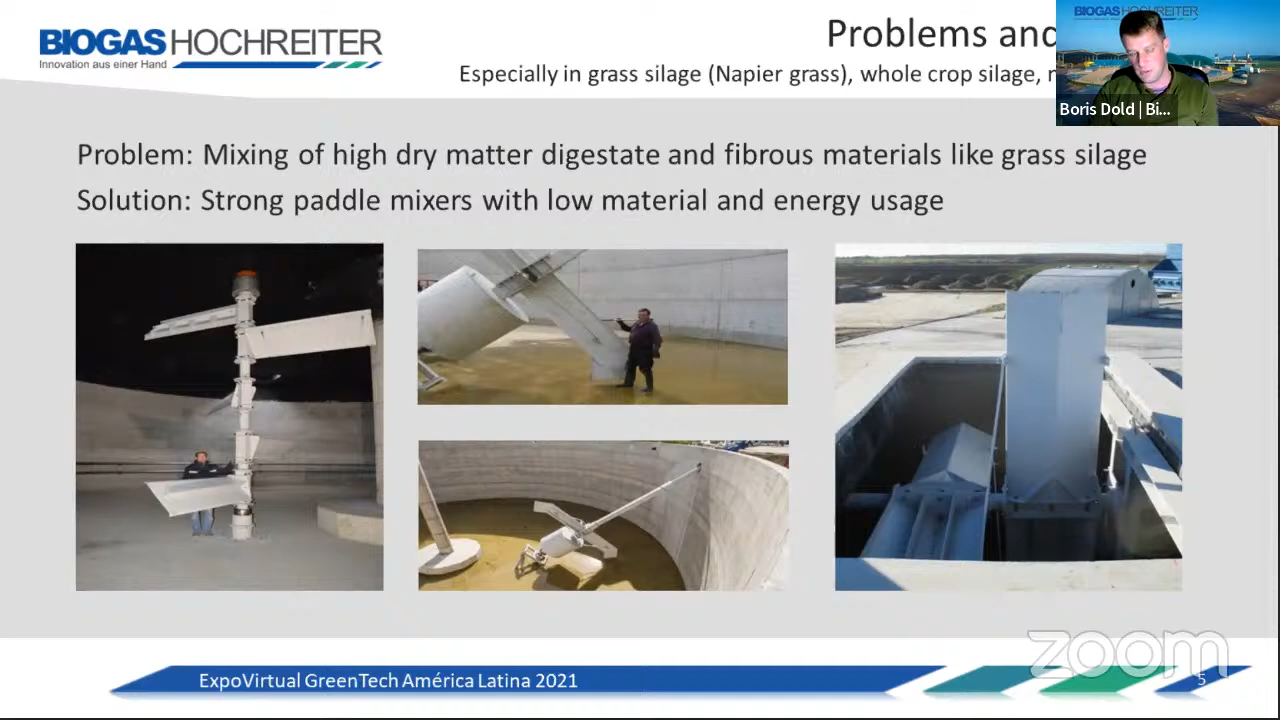 BIOGAS HOCHREITER
Innovation aus einer Hand
Problems and
Especially in grass silage (Napier grass), whole crop silage,
BIOGAS HOCHREITER
Boris Dold | Bi...
Problem: Mixing of high dry matter digestate and fibrous materials like grass silage
Solution: Strong paddle mixers with low material and energy usage
zoom
ExpoVirtual GreenTech América Latina 2021
5